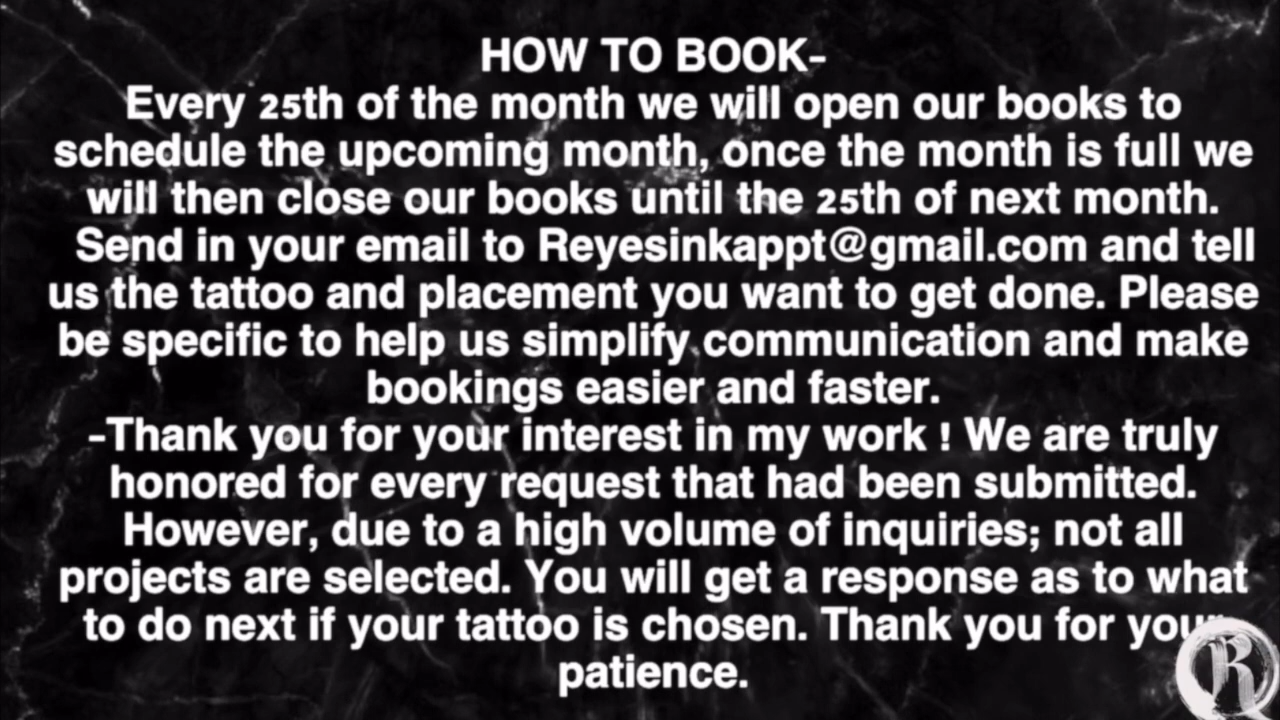 HOW TO BOOK-
Every 25th of the month we will open our books to
schedule the upcoming month, once the month is full we
will then close our books until the 25th of next month.
Send in your email to Reyesinkappt@gmail.com and tell
us the tattoo and placement you want to get done. Please
be specific to help us simplify communication and make
bookings easier and faster.
-Thank you for your interest in my work ! We are truly
honored for every request that had been submitted.
However, due to a high volume of inquiries; not all
projects are selected. You will get a response as to what
to do next if your tattoo is chosen. Thank you for your
patience.
R